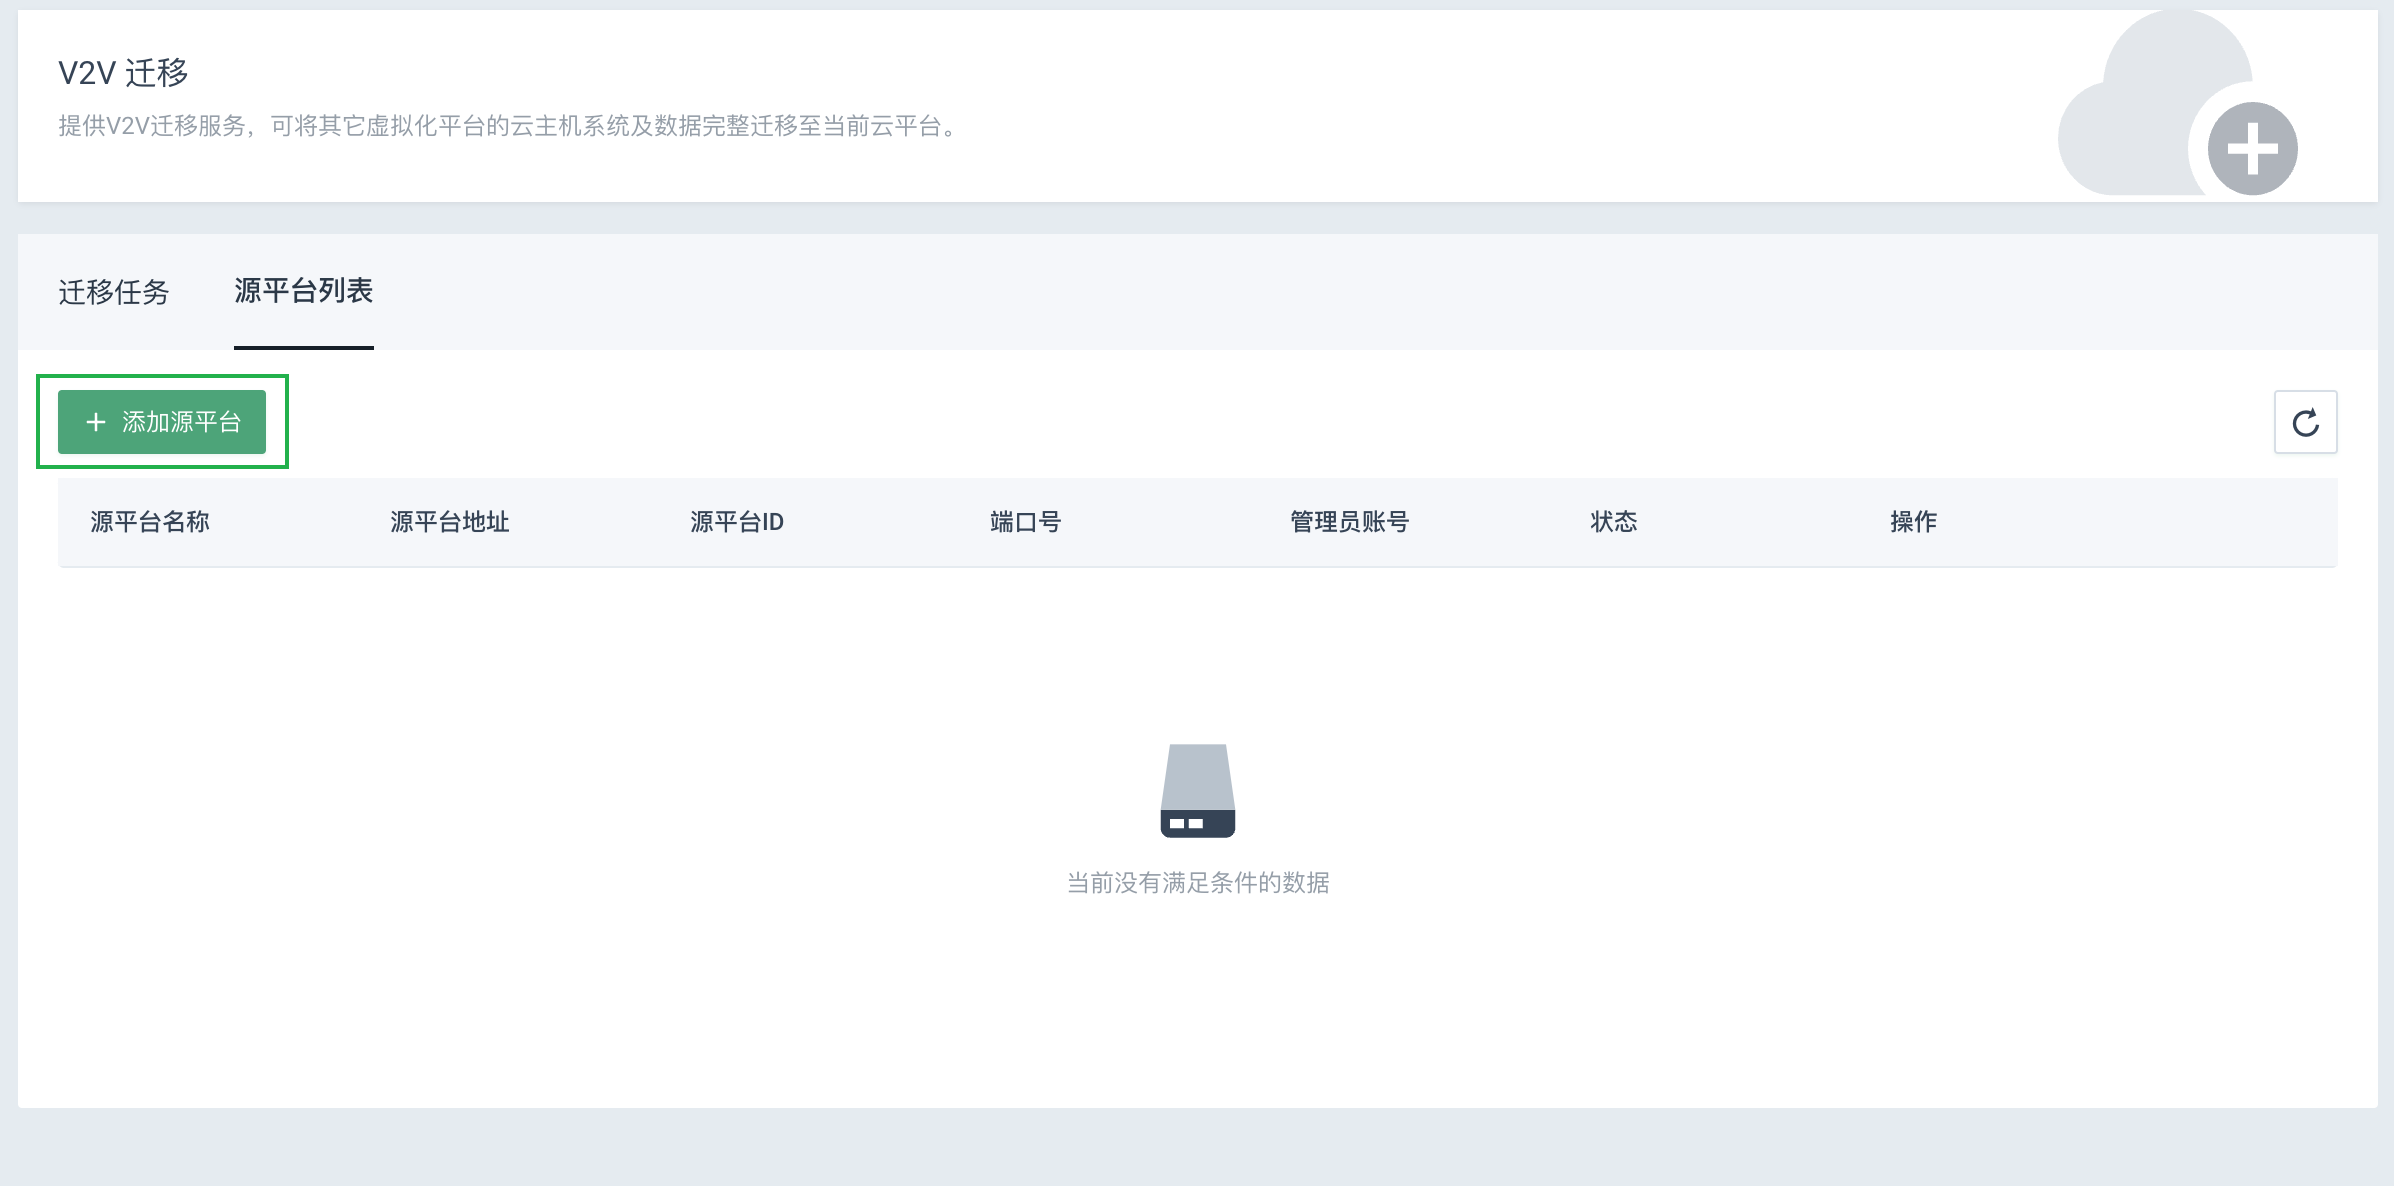 V2V 迁移
提供V2V迁移服务，可将其它虚拟化平台的云主机系统及数据完整迁移至当前云平台。
迁移任务 源平台列表
添加源平台
源平台名称 源平台地址 源平台ID 端口号 管理员账号 状态 操作
当前没有满足条件的数据